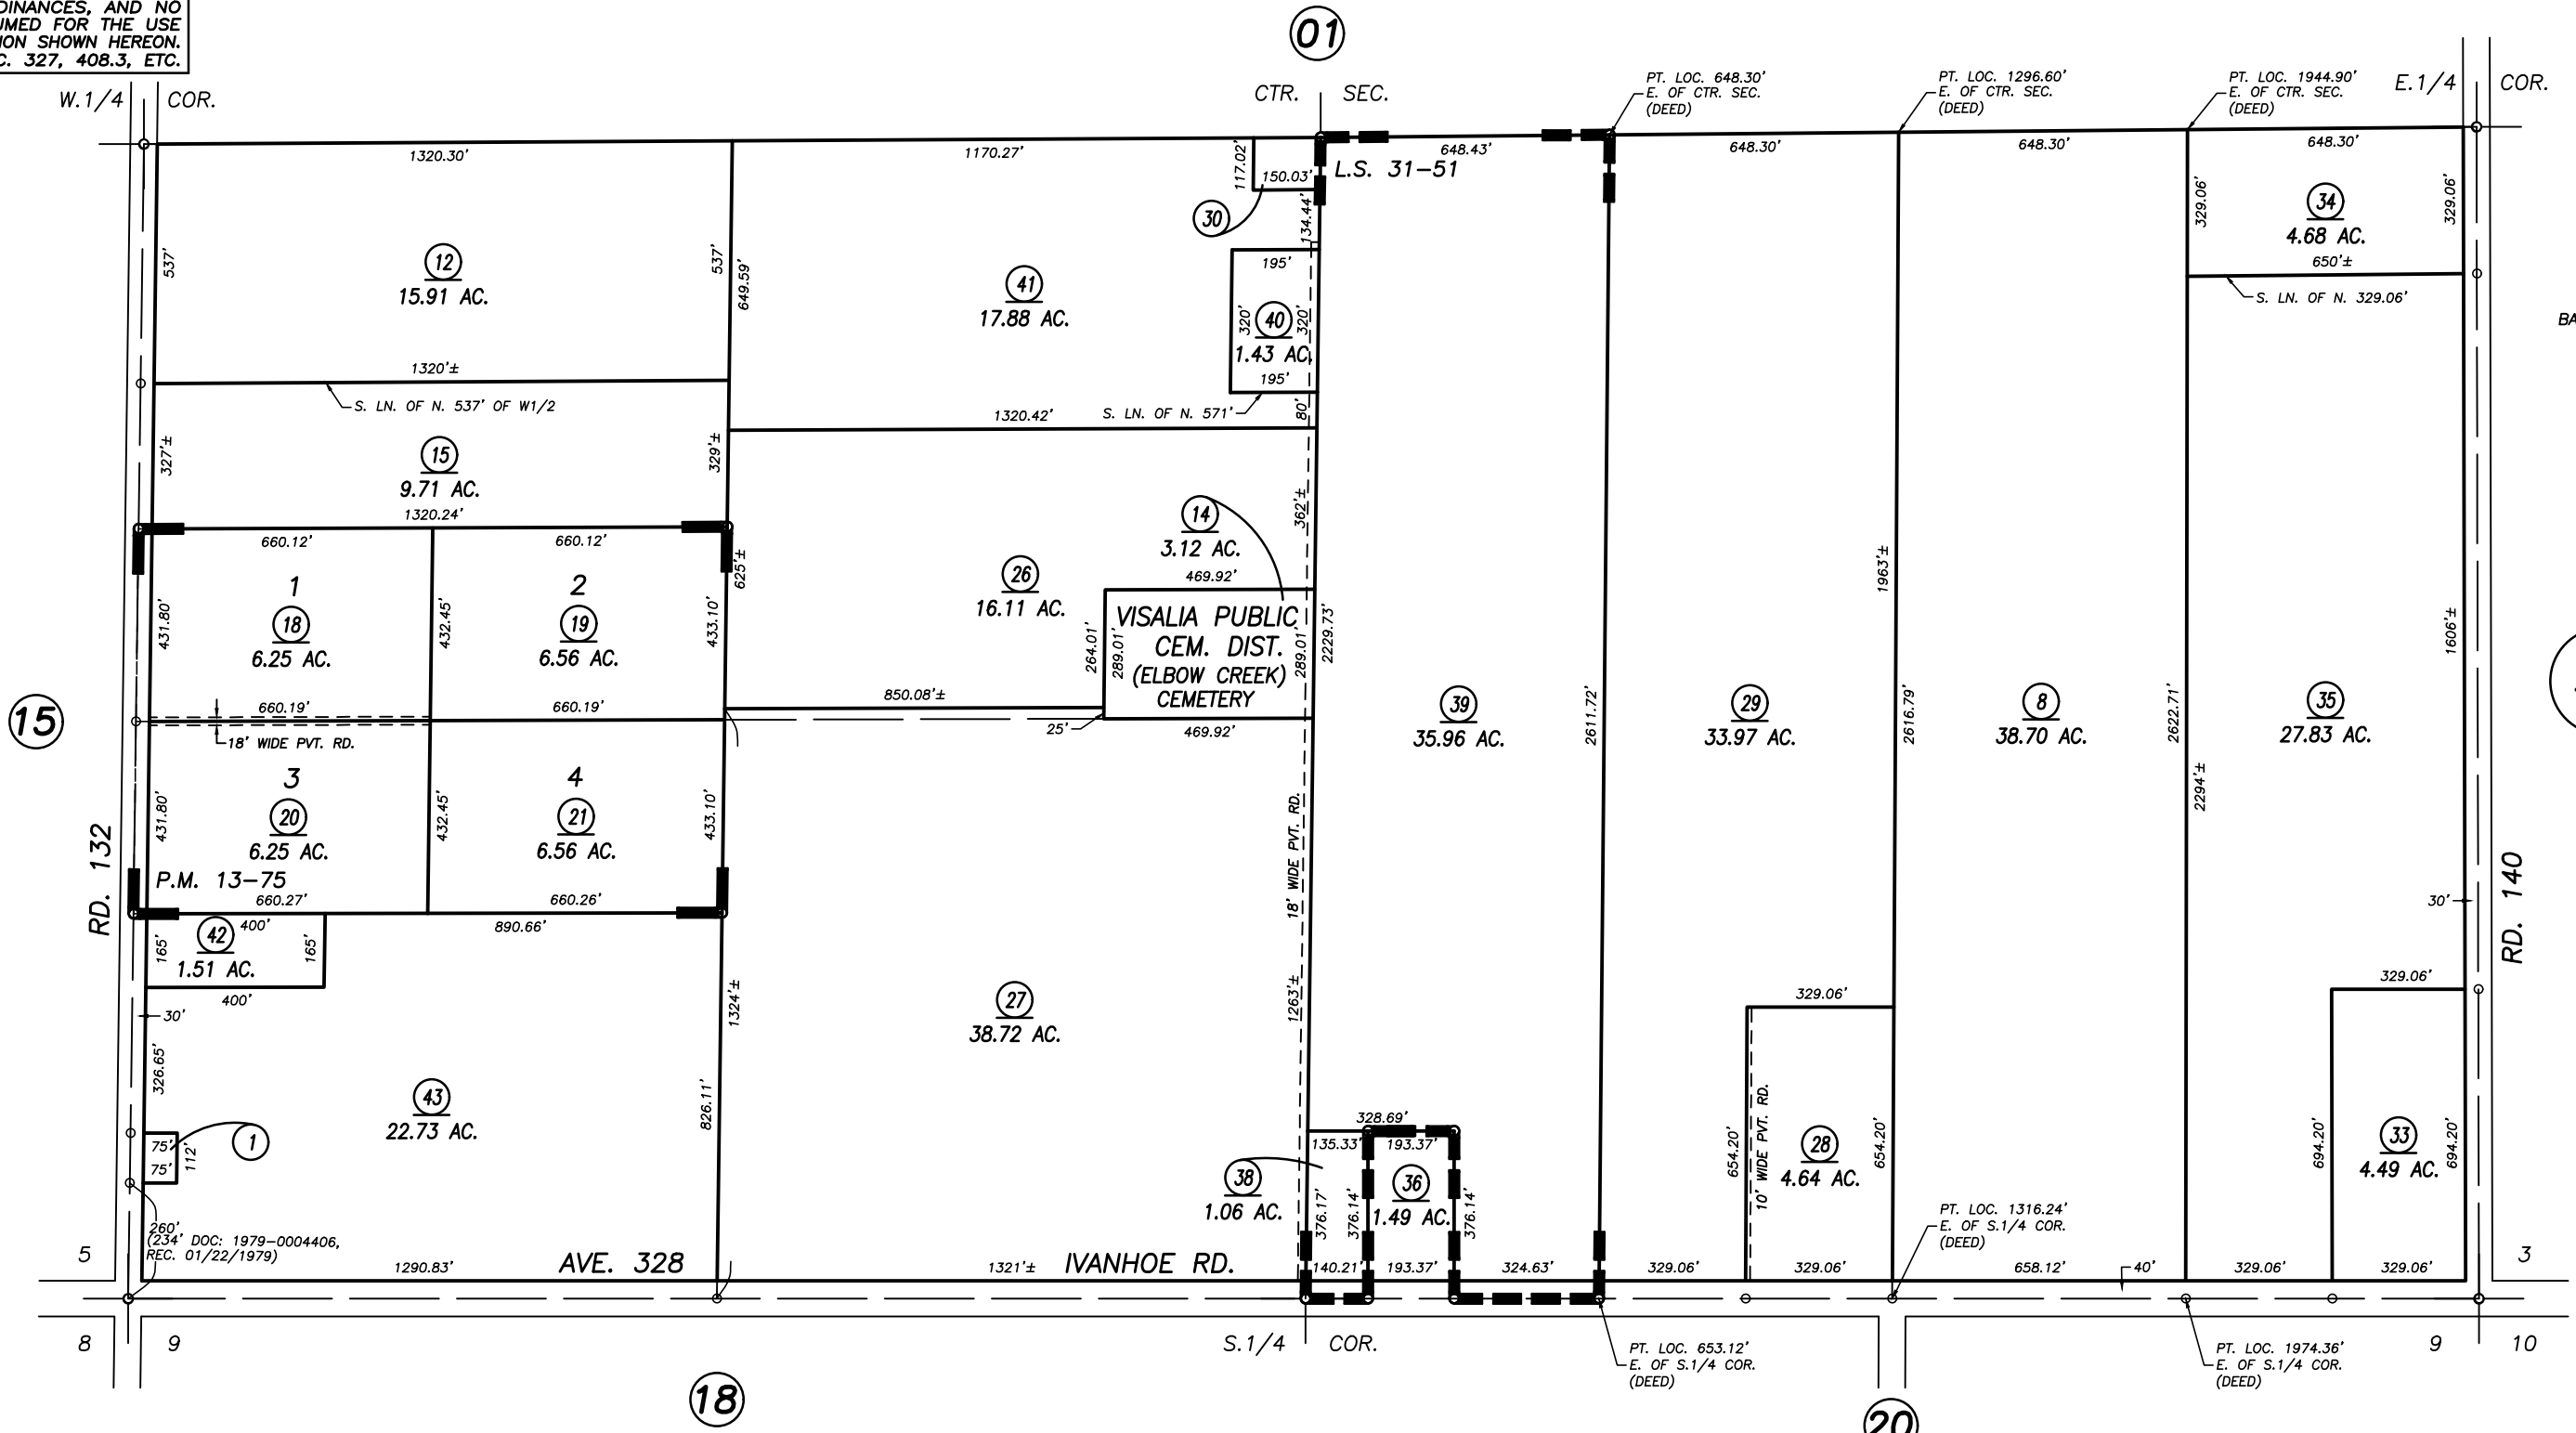 DINANCES, AND NO
UMED FOR THE USE
ION SHOWN HEREON.
C. 327, 408.3, ETC.
01
W.1/4 COR.
CTR. SEC.
PT. LOC. 648.30'
E. OF CTR. SEC.
(DEED)
PT. LOC. 1296.60'
E. OF CTR. SEC.
(DEED)
PT. LOC. 1944.90'
E. OF CTR. SEC.
(DEED)
E.1/4 COR.
1320.30'
1170.27'
117.02'
150.03'
648.43'
648.30'
648.30'
648.30'
L.S. 31-51
30
134.44'
537'
12
15.91 AC.
537'
649.59'
41
17.88 AC.
195'
320'
40
320'
1.43 AC.
195'
329.06'
34
4.68 AC.
329.06'
650'±
S. LN. OF N. 329.06'
BA
1320'±
S. LN. OF N. 537' OF W1/2
1320.42'
S. LN. OF N. 571'
80'
327'±
15
9.71 AC.
329'±
1320.24'
660.12'
660.12'
625'±
14
3.12 AC.
362'±
469.92'
1
18
6.25 AC.
431.80'
432.45'
2
19
6.56 AC.
433.10'
26
16.11 AC.
264.01'
289.01'
VISALIA PUBLIC
CEM. DIST.
(ELBOW CREEK)
CEMETERY
289.01'
2229.73'
1963'±
1606'±
15
660.19'
660.19'
18' WIDE PVT. RD.
850.08'±
25'
469.92'
39
35.96 AC.
2611.72'
29
33.97 AC.
2616.79'
8
38.70 AC.
2622.71'
2294'±
35
27.83 AC.
3
20
6.25 AC.
431.80'
432.45'
4
21
6.56 AC.
433.10'
RD. 132
P.M. 13-75
660.27'
660.26'
18' WIDE PVT. RD.
RD. 140
30'
42
1.51 AC.
400'
165'
165'
400'
890.66'
30'
1324'±
27
38.72 AC.
1263'±
329.06'
329.06'
326.65'
43
22.73 AC.
826.11'
1
75'
75'
112'
328.69'
135.33'
193.37'
38
1.06 AC.
376.17'
376.14'
36
1.49 AC.
376.14'
654.20'
10' WIDE PVT. RD.
28
4.64 AC.
654.20'
694.20'
33
4.49 AC.
694.20'
260'
(234' DOC: 1979-0004406,
REC. 01/22/1979)
PT. LOC. 1316.24'
E. OF S.1/4 COR.
(DEED)
5
1290.83'
AVE. 328
1321'±
IVANHOE RD.
140.21'
193.37'
324.63'
329.06'
329.06'
658.12'
40'
329.06'
329.06'
3
8
9
S.1/4 COR.
PT. LOC. 653.12'
E. OF S.1/4 COR.
(DEED)
PT. LOC. 1974.36'
E. OF S.1/4 COR.
(DEED)
9
10
18
20